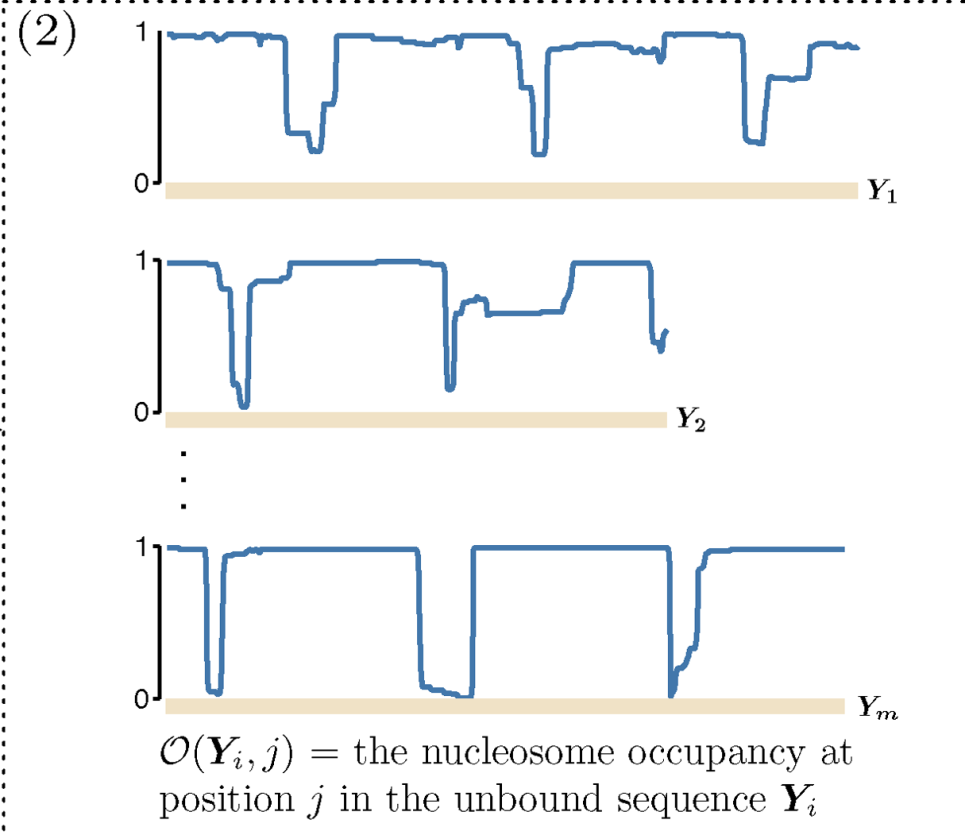 (2)
1
0
Y₁
1
0
Y₂
⋮
1
0
Yₘ
𝒪(Yᵢ, j) = the nucleosome occupancy at
position j in the unbound sequence Yᵢ